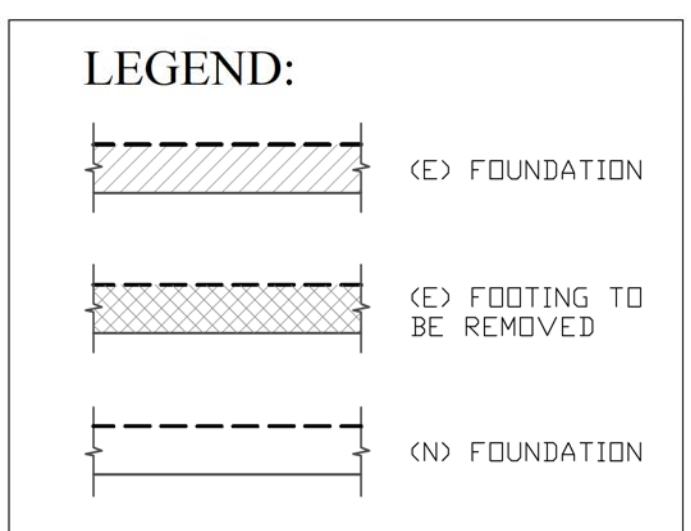 LEGEND:
(E) FOUNDATION
(E) FOOTING TO
BE REMOVED
(N) FOUNDATION